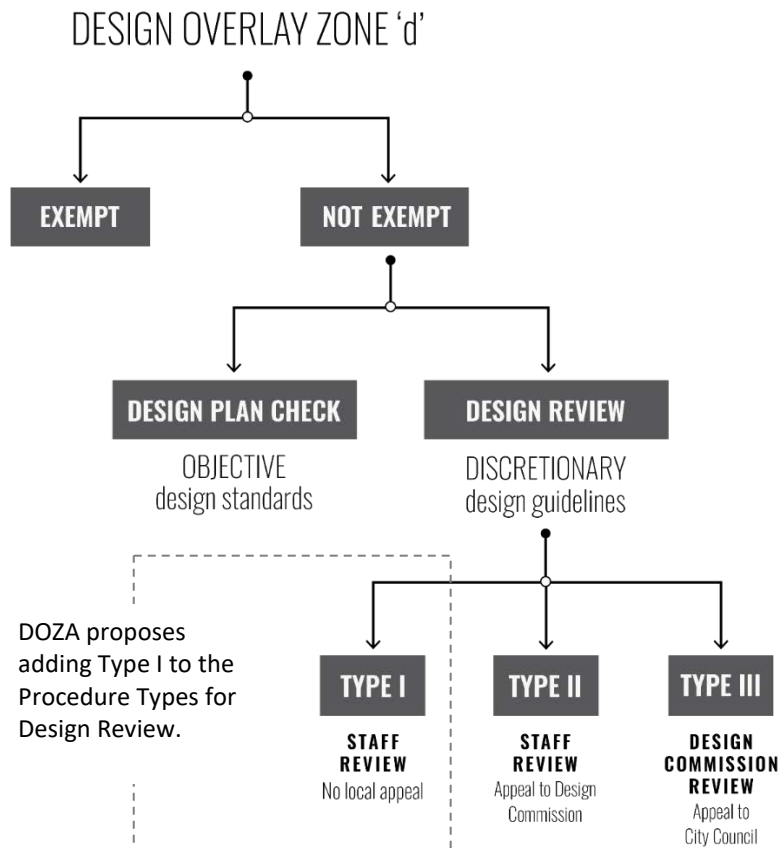 DESIGN OVERLAY ZONE ‘d’
EXEMPT
NOT EXEMPT
DESIGN PLAN CHECK
OBJECTIVE
design standards
DESIGN REVIEW
DISCRETIONARY
design guidelines
DOZA proposes
adding Type I to the
Procedure Types for
Design Review.
TYPE I
STAFF
REVIEW
No local appeal
TYPE II
STAFF
REVIEW
Appeal to Design
Commission
TYPE III
DESIGN
COMMISSION
REVIEW
Appeal to
City Council